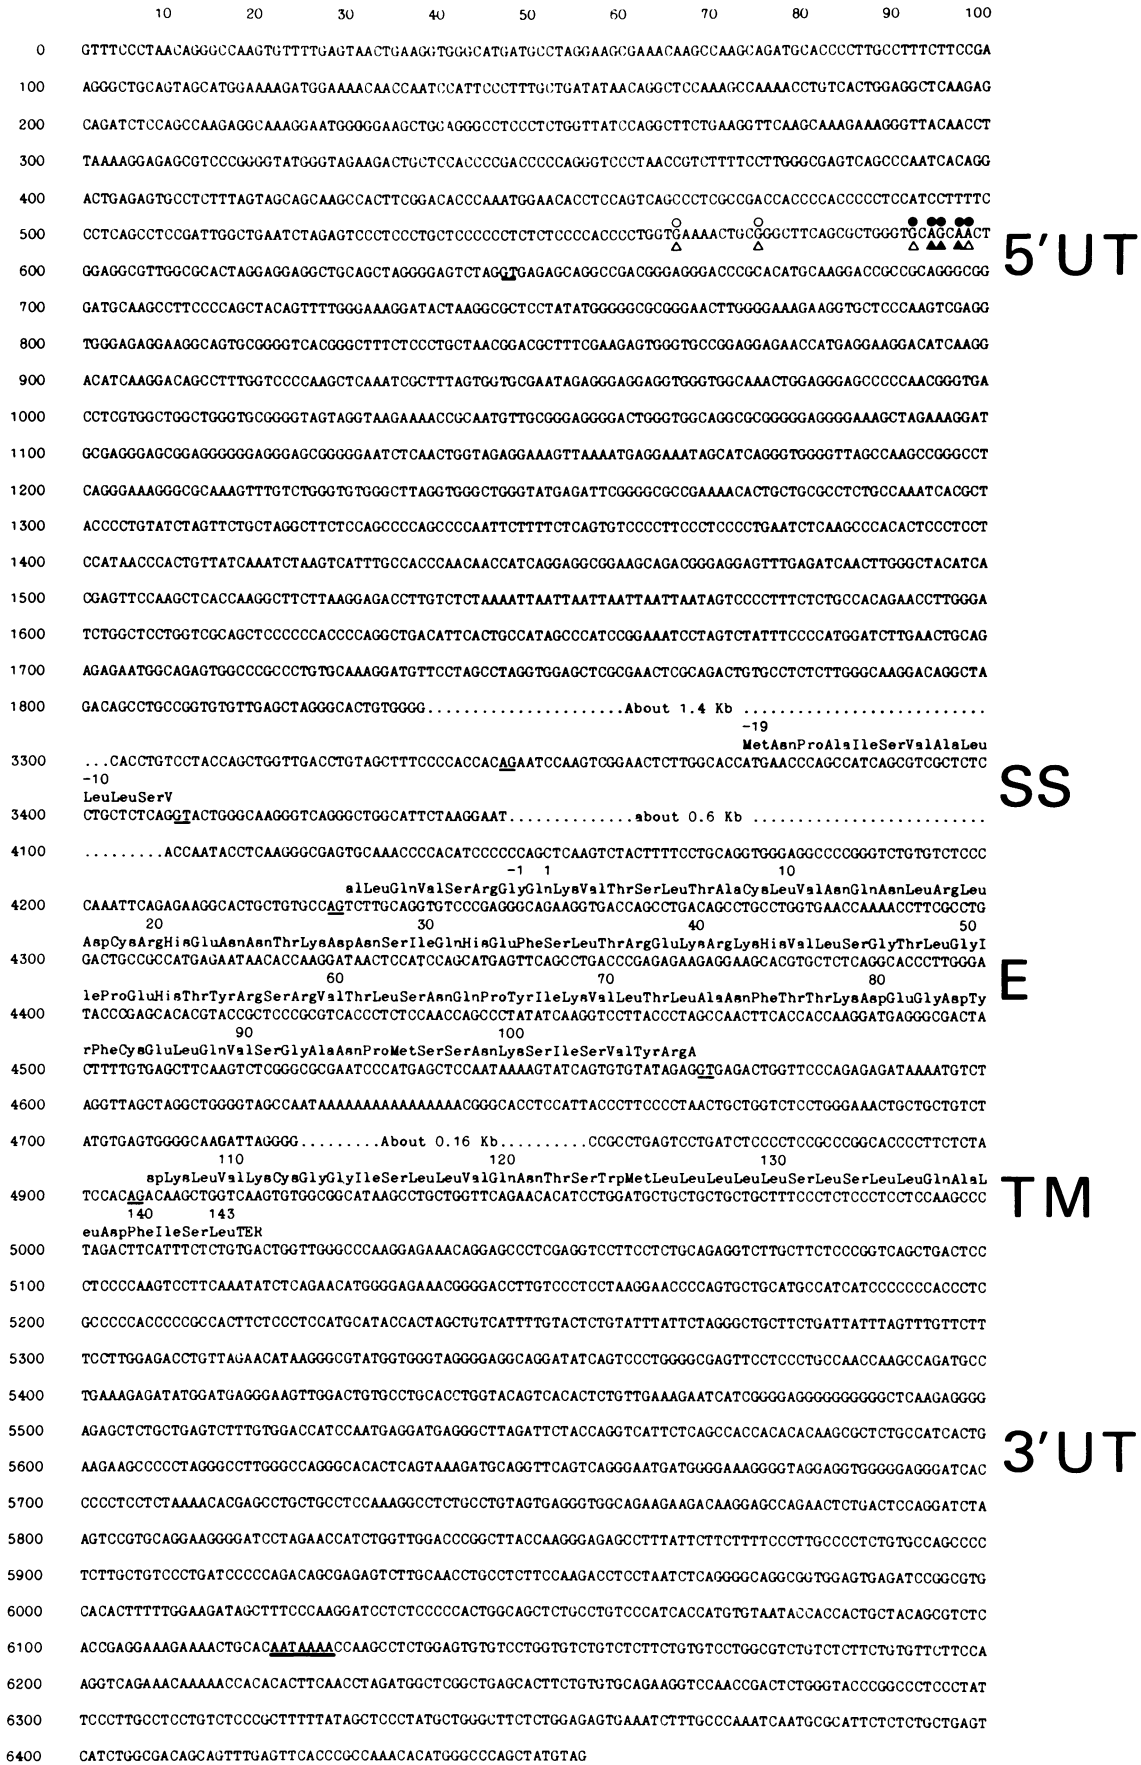 10 20 30 40 50 60 70 80 90 100
0 GTTTCCCTAACAGGGCCAAGTGTTTTGAGTAACTGAAGGTGGGCATGATGCCTAGGAAGCGAAACAAGCCAAGCAGATGCACCCCTTGCCTTTCTTCCGA
100 AGGGCTGCAGTAGCATGGAAAAGATGGAAAACAACCAATCCATTCCCTTTGCTGATATAACAGGCTCCAAAGCCAAAACCTGTCACTGGAGGCTCAAGAG
200 CAGATCTCCAGCCAAGAGGCAAAGGAATGGGGGAAGCTGCAGGGCCTCCCTCTGGTTATCCAGGCTTCTGAAGGTTCAAGCAAAGAAAGGGTTACAACCT
300 TAAAAGGAGAGCGTCCCGGGGTATGGGTAGAAGACTGCTCCACCCCGACCCCCAGGGTCCCTAACCGTCTTTTCCTTGGGCGAGTCAGCCCAATCACAGG
400 ACTGAGAGTGCCTCTTTAGTAGCAGCAAGCCACTTCGGACACCCAAATGGAACACCTCCAGTCAGCCCTCGCCGACCACCCCACCCCCTCCATCCTTTTC
500 CCTCAGCCTCCGATTGGCTGAATCTAGAGTCCCTCCCTGCTCCCCCCTCTCTCCCCACCCCTGGTGAAAACTGCGGGCTTCAGCGCTGGGTGCAGCAACT
5'UT
600 GGAGGCGTTGGCGCACTAGGAGGAGGCTGCAGCTAGGGGAGTCTAGGTGAGAGCAGGCCGACGGGAGGGACCCGCACATGCAAGGACCGCCGCAGGGCGG
700 GATGCAAGCCTTCCCCAGCTACAGTTTTGGGAAAGGATACTAAGGCGCTCCTATATGGGGGCGCGGGAACTTGGGGAAAGAAGGTGCTCCCAAGTCGAGG
800 TGGGAGAGGAAGGCAGTGCGGGGTCACGGGCTTTCTCCCTGCTAACGGACGCTTTCGAAGAGTGGGTGCCGGAGGAGAACCATGAGGAAGGACATCAAGG
900 ACATCAAGGACAGCCTTTGGTCCCCAAGCTCAAATCGCTTTAGTGGTGCGAATAGAGGGAGGAGGTGGGTGGCAAACTGGAGGGAGCCCCCAACGGGTGA
1000 CCTCGTGGCTGGCTGGGTGCGGGGTAGTAGGTAAGAAAACCGCAATGTTGCGGGAGGGGACTGGGTGGCAGGCGCGGGGGAGGGGAAAGCTAGAAAGGAT
1100 GCGAGGGAGCGGAGGGGGGAGGGAGCGGGGGAATCTCAACTGGTAGAGGAAAGTTAAAATGAGGAAATAGCATCAGGGTGGGGTTAGCCAAGCCGGGCCT
1200 CAGGGAAAGGGCGCAAAGTTTGTCTGGGTGTGGGCTTAGGTGGGCTGGGTATGAGATTCGGGGCGCCGAAAACACTGCTGCGCCTCTGCCAAATCACGCT
1300 ACCCCTGTATCTAGTTCTGCTAGGCTTCTCCAGCCCCAGCCCCAATTCTTTTCTCAGTGTCCCCTTCCCTCCCCTGAATCTCAAGCCCACACTCCCTCCT
1400 CCATAACCCACTGTTATCAAATCTAAGTCATTTGCCACCCAACAACCATCAGGAGGCGGAAGCAGACGGGAGGAGTTTGAGATCAACTTGGGCTACATCA
1500 CGAGTTCCAAGCTCACCAAGGCTTCTTAAGGAGACCTTGTCTCTAAAATTAATTAATTAATTAATTAATAGTCCCCTTTCTCTGCCACAGAACCTTGGGA
1600 TCTGGCTCCTGGTCGCAGCTCCCCCCACCCCAGGCTGACATTCACTGCCATAGCCCATCCGGAAATCCTAGTCTATTTCCCCATGGATCTTGAACTGCAG
1700 AGAGAATGGCAGAGTGGCCCGCCCTGTGCAAAGGATGTTCCTAGCCTAGGTGGAGCTCGCGAACTCGCAGACTGTGCCTCTCTTGGGCAAGGACAGGCTA
1800 GACAGCCTGCCGGTGTGTTGAGCTAGGGCACTGTGGGG.....................About 1.4 Kb ..........................
-19
MetAsnProAlaIleSerValAlaLeu
3300 ...CACCTGTCCTACCAGCTGGTTGACCTGTAGCTTTCCCCACCACAGAATCCAAGTCGGAACTCTTGGCACCATGAACCCAGCCATCAGCGTCGCTCTC
SS
-10
LeuLeuSerV
3400 CTGCTCTCAGGTACTGGGCAAGGGTCAGGGCTGGCATTCTAAGGAAT..............about 0.6 Kb ..........................
4100 .........ACCAATACCTCAAGGGCGAGTGCAAACCCCACATCCCCCCAGCTCAAGTCTACTTTTCCTGCAGGTGGGAGGCCCCGGGTCTGTGTCTCCC
-1 1 10
alLeuGlnValSerArgGlyGlnLysValThrSerLeuThrAlaCysLeuValAsnGlnAsnLeuArgLeu
4200 CAAATTCAGAGAAGGCACTGCTGTGCCAGTCTTGCAGGTGTCCCGAGGGCAGAAGGTGACCAGCCTGACAGCCTGCCTGGTGAACCAAAACCTTCGCCTG
20 30 40 50
AspCysArgHisGluAsnAsnThrLysAspAsnSerIleGlnHisGluPheSerLeuThrArgGluLysArgLysHisValLeuSerGlyThrLeuGlyI
4300 GACTGCCGCCATGAGAATAACACCAAGGATAACTCCATCCAGCATGAGTTCAGCCTGACCCGAGAGAAGAGGAAGCACGTGCTCTCAGGCACCCTTGGGA
E
60 70 80
leProGluHisThrTyrArgSerArgValThrLeuSerAsnGlnProTyrIleLysValLeuThrLeuAlaAsnPheThrThrLysAspGluGlyAspTy
4400 TACCCGAGCACACGTACCGCTCCCGCGTCACCCTCTCCAACCAGCCCTATATCAAGGTCCTTACCCTAGCCAACTTCACCACCAAGGATGAGGGCGACTA
90 100
rPheCysGluLeuGlnValSerGlyAlaAsnProMetSerSerAsnLysSerIleSerValTyrArgA
4500 CTTTTGTGAGCTTCAAGTCTCGGGCGCGAATCCCATGAGCTCCAATAAAAGTATCAGTGTGTATAGAGGTGAGACTGGTTCCCAGAGAGATAAAATGTCT
4600 AGGTTAGCTAGGCTGGGGTAGCCAATAAAAAAAAAAAAAAAACGGGCACCTCCATTACCCTTCCCCTAACTGCTGGTCTCCTGGGAAACTGCTGCTGTCT
4700 ATGTGAGTGGGGCAAGATTAGGGG.........About 0.16 Kb..........CCGCCTGAGTCCTGATCTCCCCTCCGCCCGGCACCCCTTCTCTA
110 120 130
spLysLeuValLysCysGlyGlyIleSerLeuLeuValGlnAsnThrSerTrpMetLeuLeuLeuLeuLeuSerLeuSerLeuLeuGlnAlaL
4900 TCCACAGACAAGCTGGTCAAGTGTGGCGGCATAAGCCTGCTGGTTCAGAACACATCCTGGATGCTGCTGCTGCTGCTTTCCCTCTCCCTCCTCCAAGCCC
TM
140 143
euAspPheIleSerLeuTER
5000 TAGACTTCATTTCTCTGTGACTGGTTGGGCCCAAGGAGAAACAGGAGCCCTCGAGGTCCTTCCTCTGCAGAGGTCTTGCTTCTCCCGGTCAGCTGACTCC
5100 CTCCCCAAGTCCTTCAAATATCTCAGAACATGGGGAGAAACGGGGACCTTGTCCCTCCTAAGGAACCCCAGTGCTGCATGCCATCATCCCCCCCACCCTC
5200 GCCCCCACCCCCGCCACTTCTCCCTCCATGCATACCACTAGCTGTCATTTTGTACTCTGTATTTATTCTAGGGCTGCTTCTGATTATTTAGTTTGTTCTT
5300 TCCTTGGAGACCTGTTAGAACATAAGGGCGTATGGTGGGTAGGGGAGGCAGGATATCAGTCCCTGGGGCGAGTTCCTCCCTGCCAACCAAGCCAGATGCC
5400 TGAAAGAGATATGGATGAGGGAAGTTGGACTGTGCCTGCACCTGGTACAGTCACACTCTGTTGAAAGAATCATCGGGGAGGGGGGGGGGCTCAAGAGGGG
5500 AGAGCTCTGCTGAGTCTTTGTGGACCATCCAATGAGGATGAGGGCTTAGATTCTACCAGGTCATTCTCAGCCACCACACACAAGCGCTCTGCCATCACTG
3'UT
5600 AAGAAGCCCCCTAGGGCCTTGGGCCAGGGCACACTCAGTAAAGATGCAGGTTCAGTCAGGGAATGATGGGGAAAGGGGTAGGAGGTGGGGGAGGGATCAC
5700 CCCCTCCTCTAAAACACGAGCCTGCTGCCTCCAAAGGCCTCTGCCTGTAGTGAGGGTGGCAGAAGAAGACAAGGAGCCAGAACTCTGACTCCAGGATCTA
5800 AGTCCGTGCAGGAAGGGGATCCTAGAACCATCTGGTTGGACCCGGCTTACCAAGGGAGAGCCTTTATTCTTCTTTTCCCTTGCCCCTCTGTGCCAGCCCC
5900 TCTTGCTGTCCCTGATCCCCCAGACAGCGAGAGTCTTGCAACCTGCCTCTTCCAAGACCTCCTAATCTCAGGGGCAGGCGGTGGAGTGAGATCCGGCGTG
6000 CACACTTTTTGGAAGATAGCTTTCCCAAGGATCCTCTCCCCCACTGGCAGCTCTGCCTGTCCCATCACCATGTGTAATACCACCACTGCTACAGCGTCTC
6100 ACCGAGGAAAGAAAACTGCACAATAAAACCAAGCCTCTGGAGTGTGTCCTGGTGTCTGTCTCTTCTGTGTCCTGGCGTCTGTCTCTTCTGTGTTCTTCCA
6200 AGGTCAGAAACAAAAACCACACACTTCAACCTAGATGGCTCGGCTGAGCACTTCTGTGTGCAGAAGGTCCAACCGACTCTGGGTACCCGGCCCTCCCTAT
6300 TCCCTTGCCTCCTGTCTCCCGCTTTTTATAGCTCCCTATGCTGGGCTTCTCTGGAGAGTGAAATCTTTGCCCAAATCAATGCGCATTCTCTCTGCTGAGT
6400 CATCTGGCGACAGCAGTTTGAGTTCACCCGCCAAACACATGGGCCCAGCTATGTAG